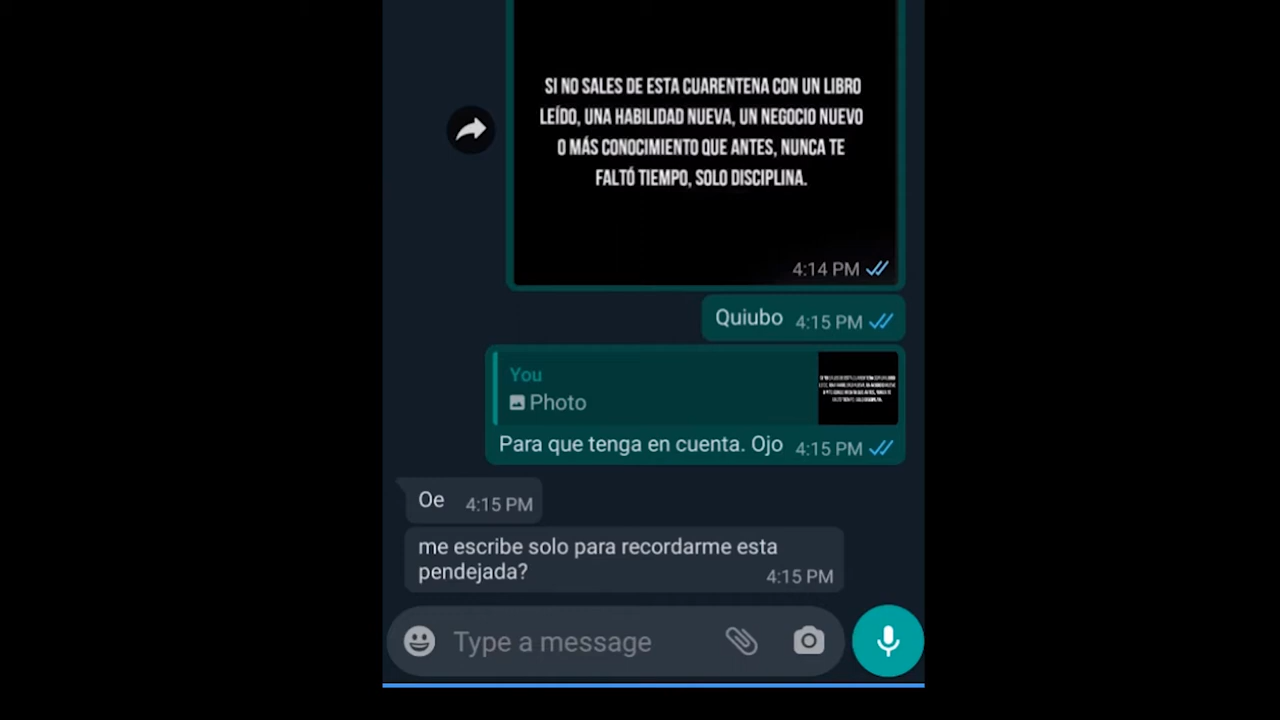 SI NO SALES DE ESTA CUARENTENA CON UN LIBRO
LEÍDO, UNA HABILIDAD NUEVA, UN NEGOCIO NUEVO
O MÁS CONOCIMIENTO QUE ANTES, NUNCA TE
FALTÓ TIEMPO, SOLO DISCIPLINA.
4:14 PM
Quiubo 4:15 PM
You
Photo
Para que tenga en cuenta. Ojo 4:15 PM
Oe 4:15 PM
me escribe solo para recordarme esta
pendejada? 4:15 PM
Type a message